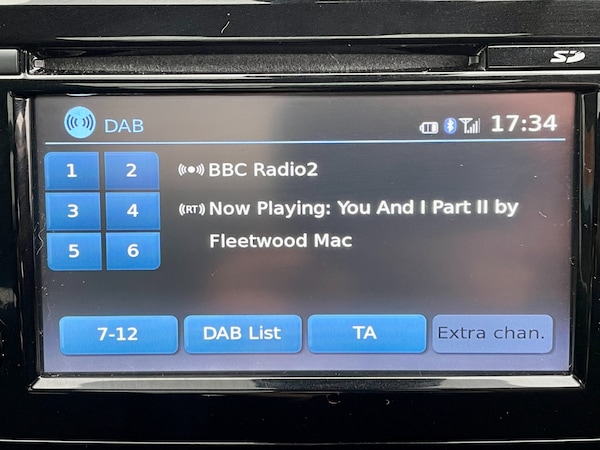 SD
DAB
17:34
1 2
BBC Radio2
3 4
RT Now Playing: You And I Part II by
Fleetwood Mac
5 6
7-12 DAB List TA Extra chan.